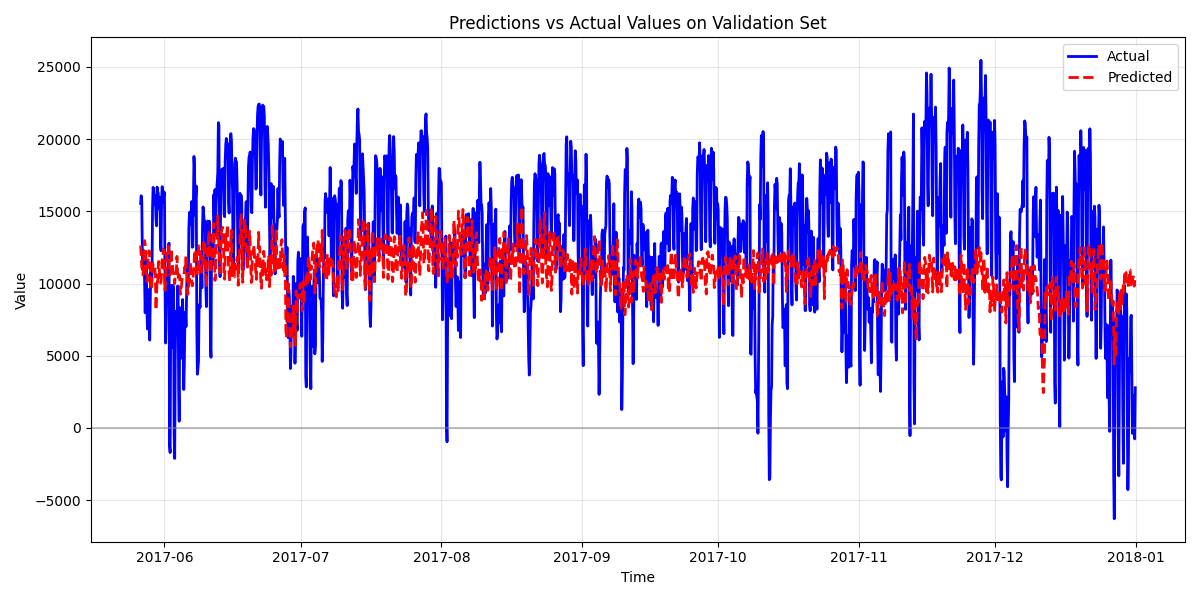 Predictions vs Actual Values on Validation Set
Actual
Predicted
25000
20000
15000
10000
5000
0
−5000
Value
2017-06 2017-07 2017-08 2017-09 2017-10 2017-11 2017-12 2018-01
Time